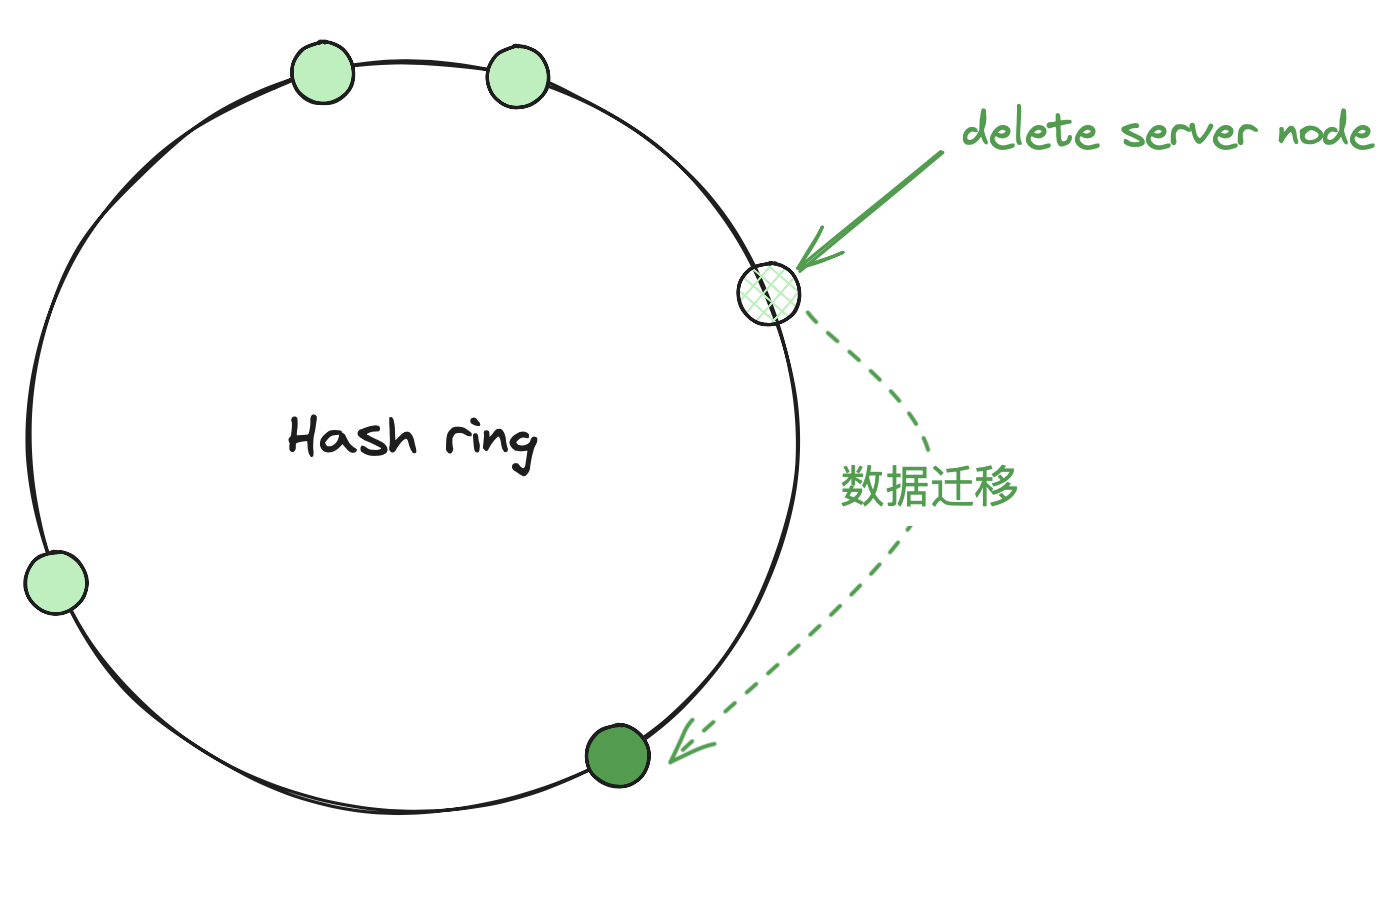 delete server node
Hash ring
数据迁移